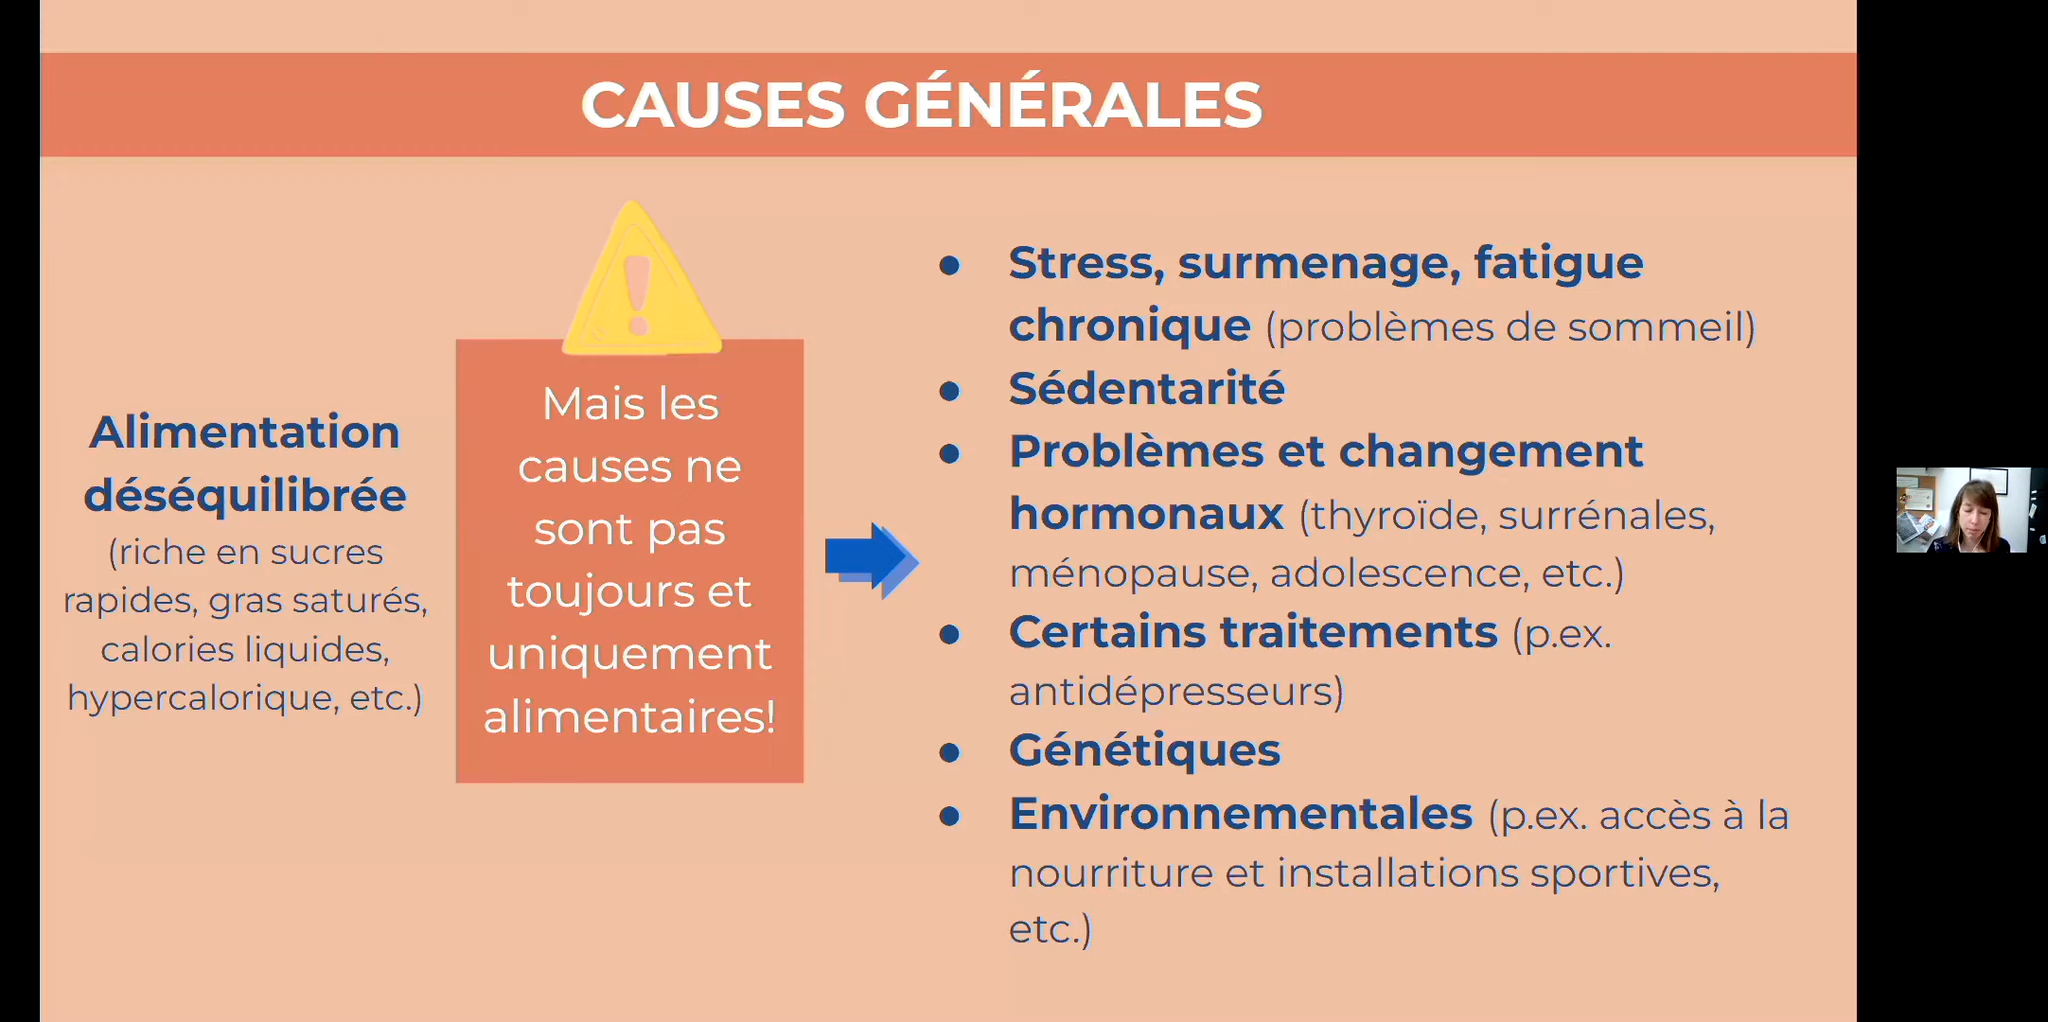 CAUSES GÉNÉRALES
Alimentation
déséquilibrée
(riche en sucres
rapides, gras saturés,
calories liquides,
hypercalorique, etc.)
Mais les
causes ne
sont pas
toujours et
uniquement
alimentaires!
● Stress, surmenage, fatigue
chronique (problèmes de sommeil)
● Sédentarité
● Problèmes et changement
hormonaux (thyroïde, surrénales,
ménopause, adolescence, etc.)
● Certains traitements (p.ex.
antidépresseurs)
● Génétiques
● Environnementales (p.ex. accès à la
nourriture et installations sportives,
etc.)